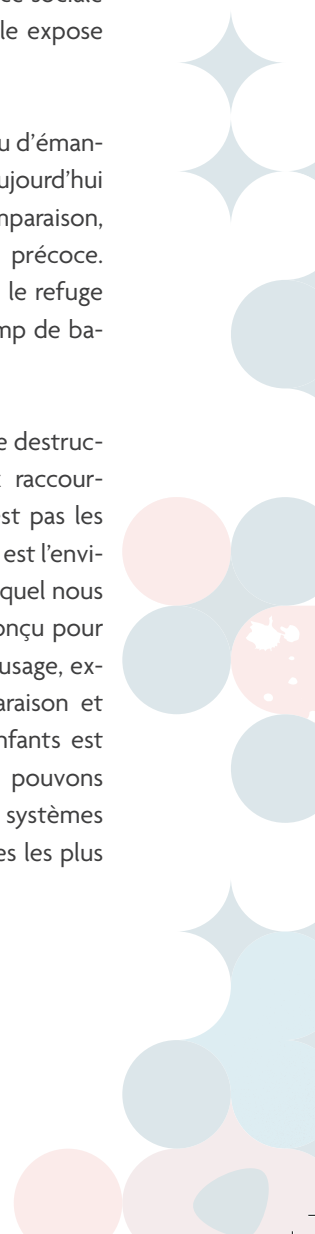 ce sociale
le expose
u d'éman-
ujourd'hui
mparaison,
précoce.
le refuge
mp de ba-
e destruc-
raccour-
st pas les
est l'envi-
quel nous
onçu pour
usage, ex-
araison et
nfants est
pouvons
systèmes
es les plus